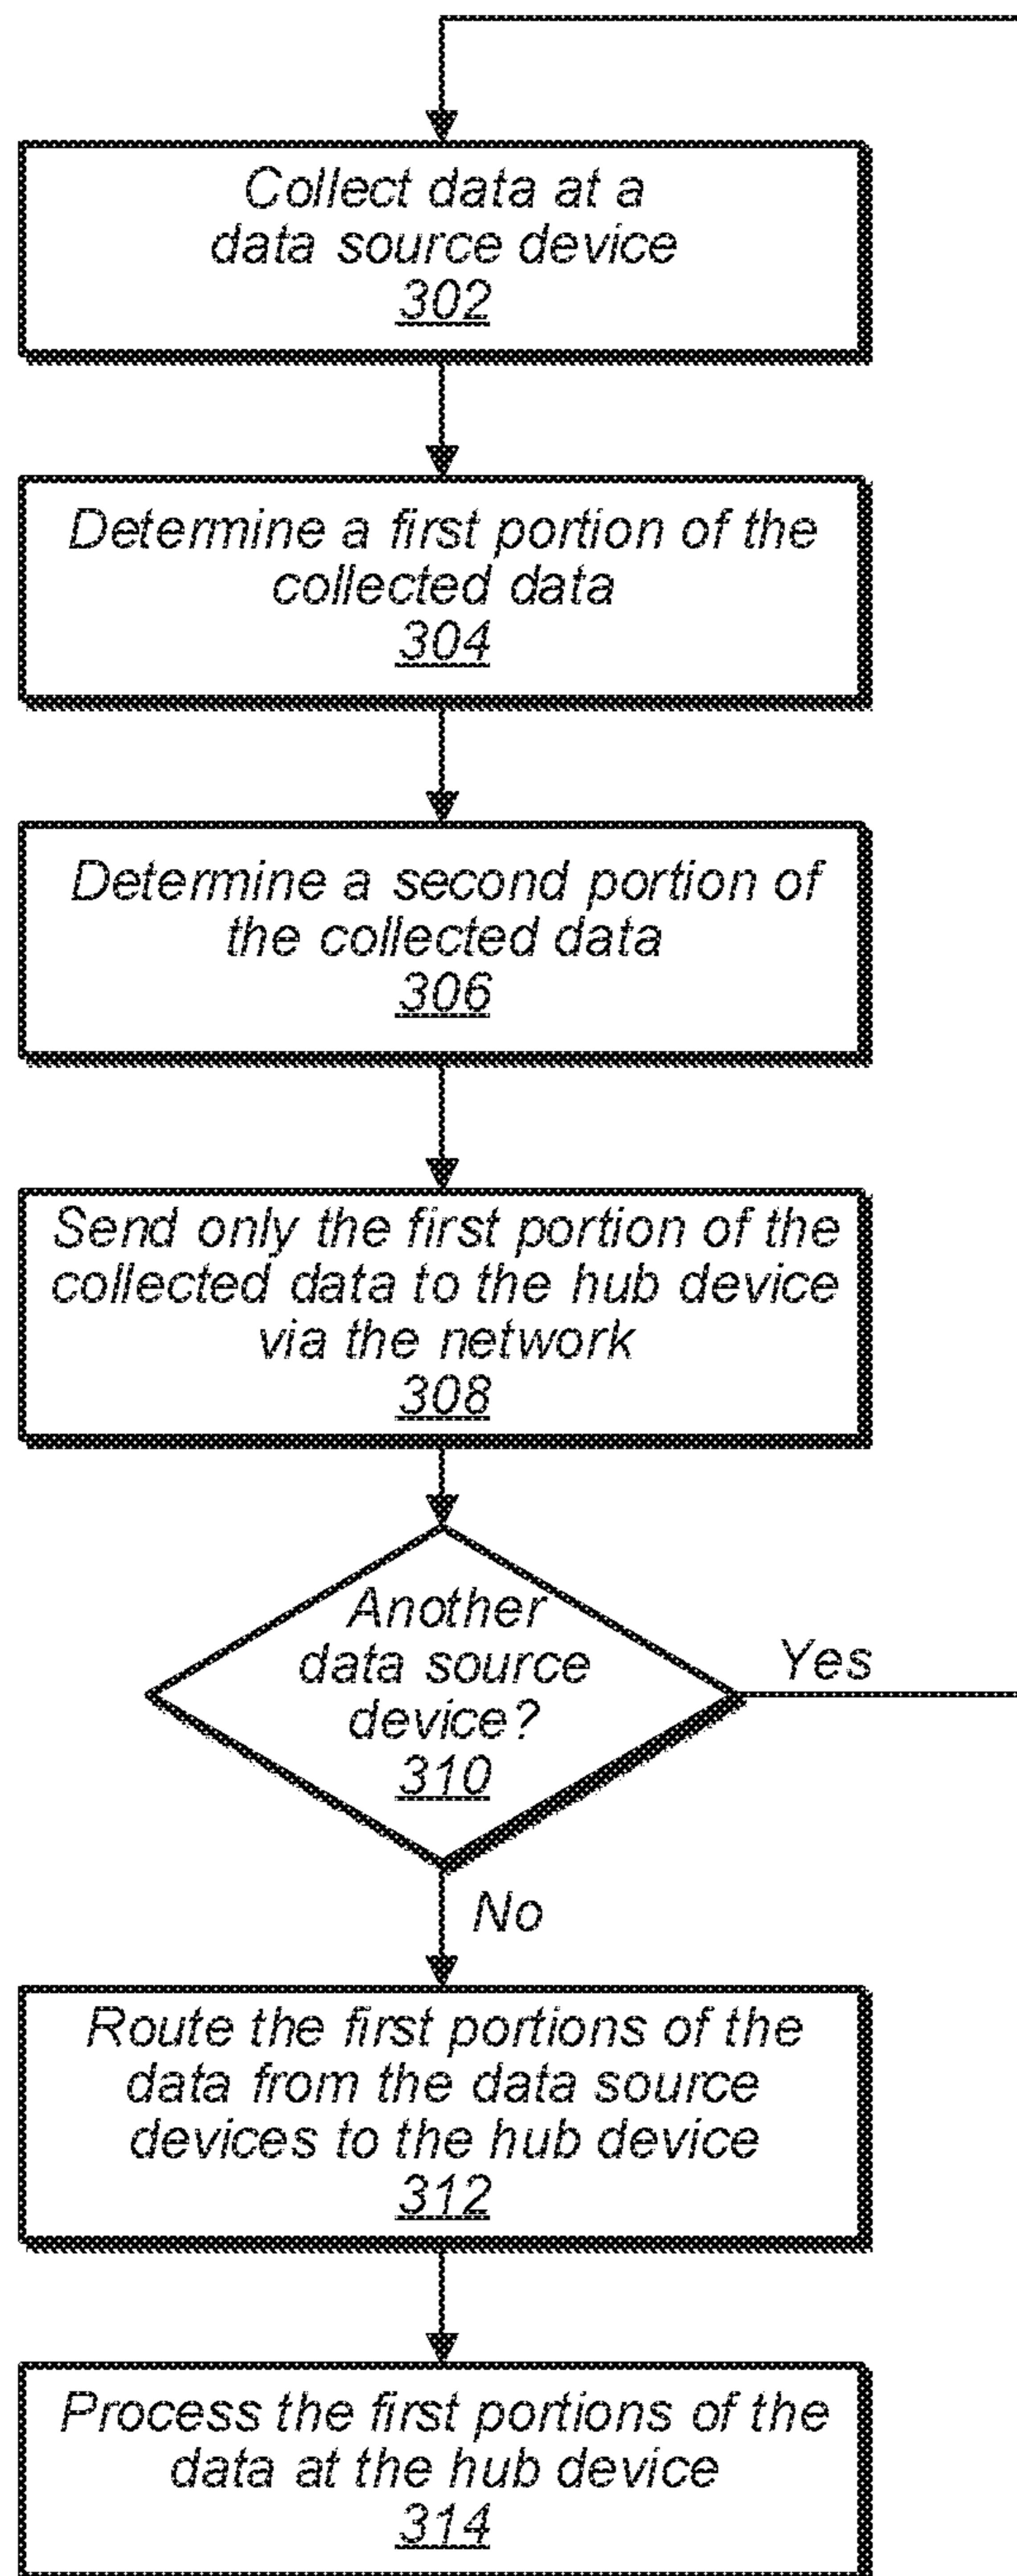 Collect data at a
data source device
302
Determine a first portion of the
collected data
304
Determine a second portion of
the collected data
306
Send only the first portion of the
collected data to the hub device
via the network
308
Another
data source
device?
310
Yes
No
Route the first portions of the
data from the data source
devices to the hub device
312
Process the first portions of the
data at the hub device
314